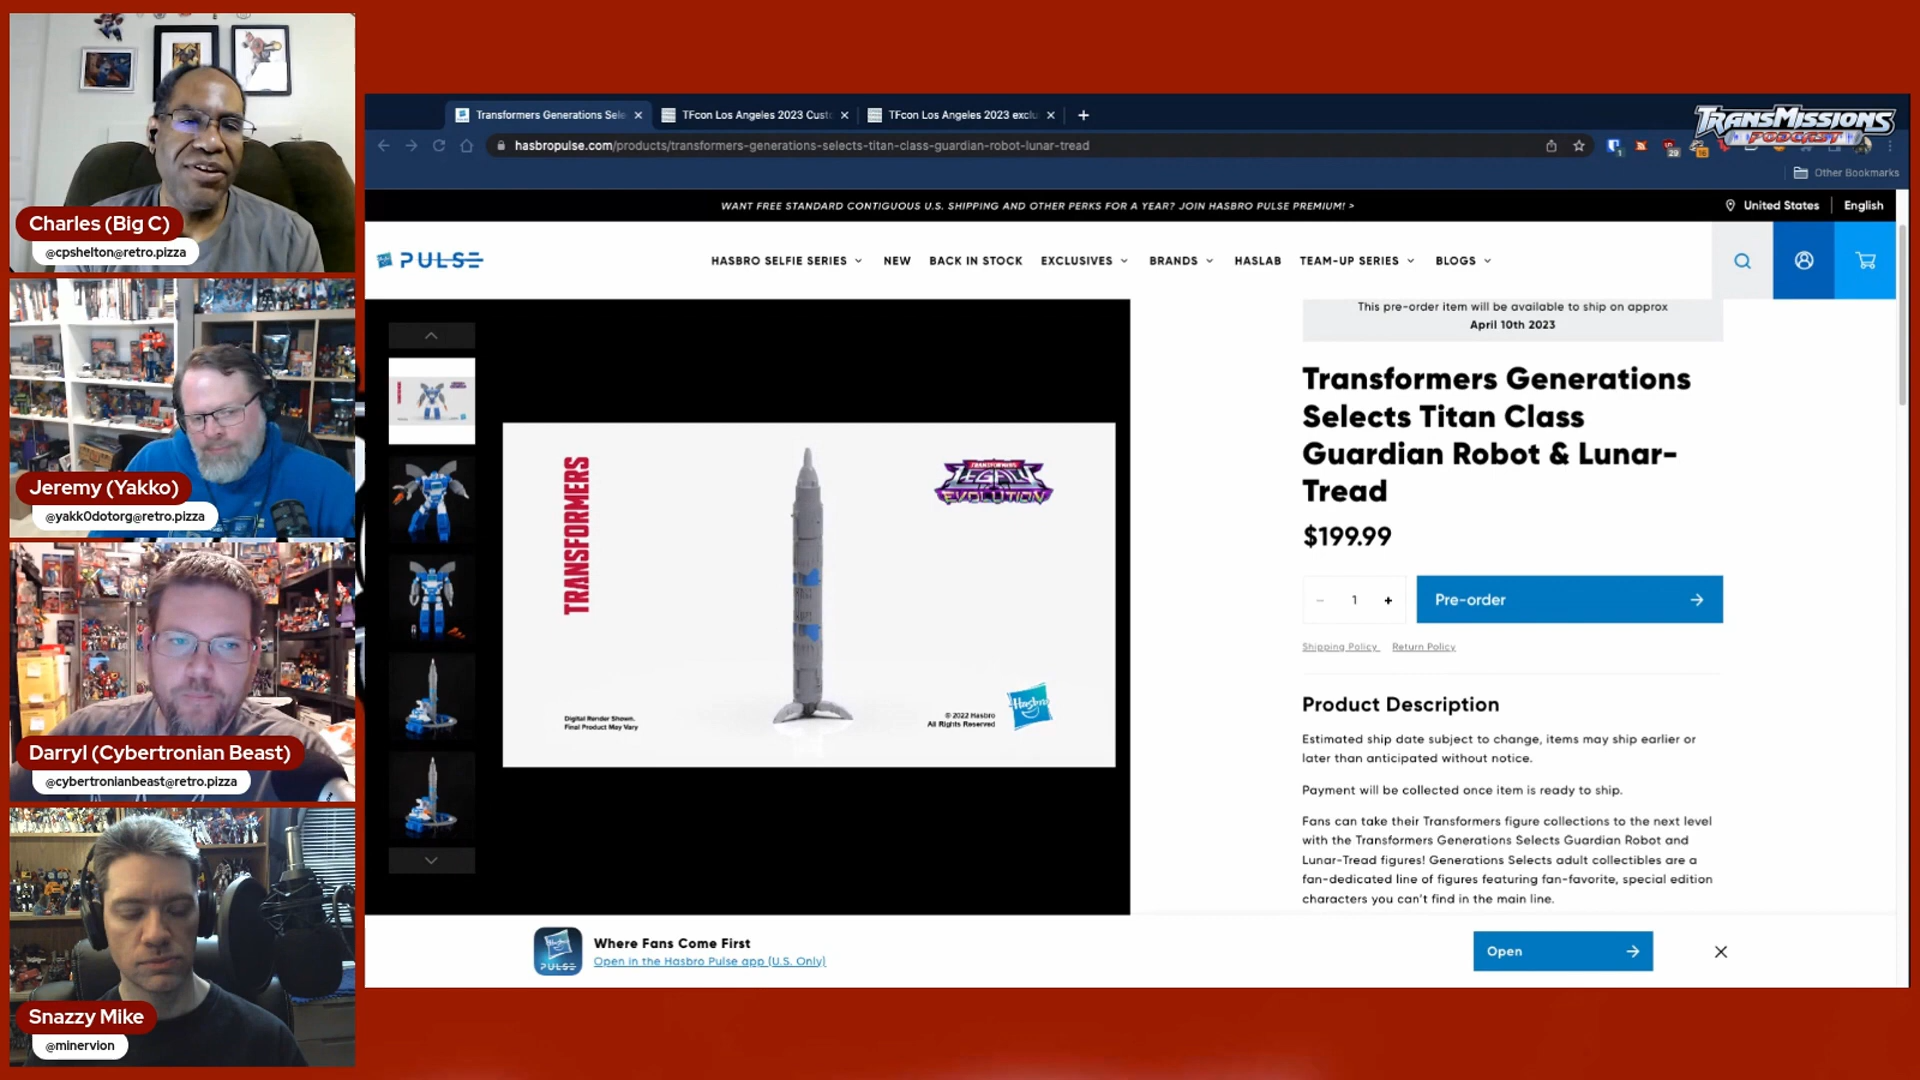 Charles (Big C)
@cpshelton@retro.pizza
Jeremy (Yakko)
@yakk0dotorg@retro.pizza
Darryl (Cybertronian Beast)
@cybertronianbeast@retro.pizza
Snazzy Mike
@minervion
Transformers Generations Sele
TFcon Los Angeles 2023 Custo
TFcon Los Angeles 2023 exclu
TRANSMISSIONS
PODCAST
hasbropulse.com/products/transformers-generations-selects-titan-class-guardian-robot-lunar-tread
Other Bookmarks
WANT FREE STANDARD CONTIGUOUS U.S. SHIPPING AND OTHER PERKS FOR A YEAR? JOIN HASBRO PULSE PREMIUM! >
United States
English
PULSE
HASBRO SELFIE SERIES
NEW
BACK IN STOCK
EXCLUSIVES
BRANDS
HASLAB
TEAM-UP SERIES
BLOGS
TRANSFORMERS
TRANSFORMERS
LEGACY
EVOLUTION
Digital Render Shown.
Final Product May Vary
© 2022 Hasbro
All Rights Reserved
Hasbro
This pre-order item will be available to ship on approx
April 10th 2023
Transformers Generations
Selects Titan Class
Guardian Robot & Lunar-
Tread
$199.99
1
Pre-order
Shipping Policy
Return Policy
Product Description
Estimated ship date subject to change, items may ship earlier or
later than anticipated without notice.
Payment will be collected once item is ready to ship.
Fans can take their Transformers figure collections to the next level
with the Transformers Generations Selects Guardian Robot and
Lunar-Tread figures! Generations Selects adult collectibles are a
fan-dedicated line of figures featuring fan-favorite, special edition
characters you can't find in the main line.
PULSE
Where Fans Come First
Open in the Hasbro Pulse app (U.S. Only)
Open